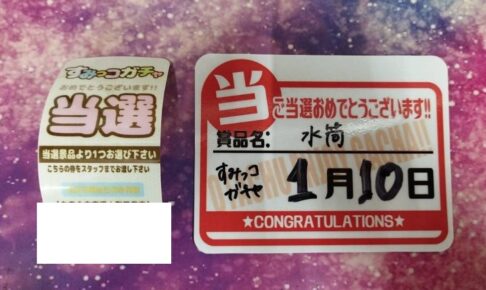 すみっコガチャ
おめでとうございます!!
当選
当選景品より1つお選び下さい
こちらの券をスタッフまでお渡し下さい
当
ご当選おめでとうございます!!
賞品名: 水筒
すみっコ
ガチャ
1月10日
★CONGRATULATIONS★